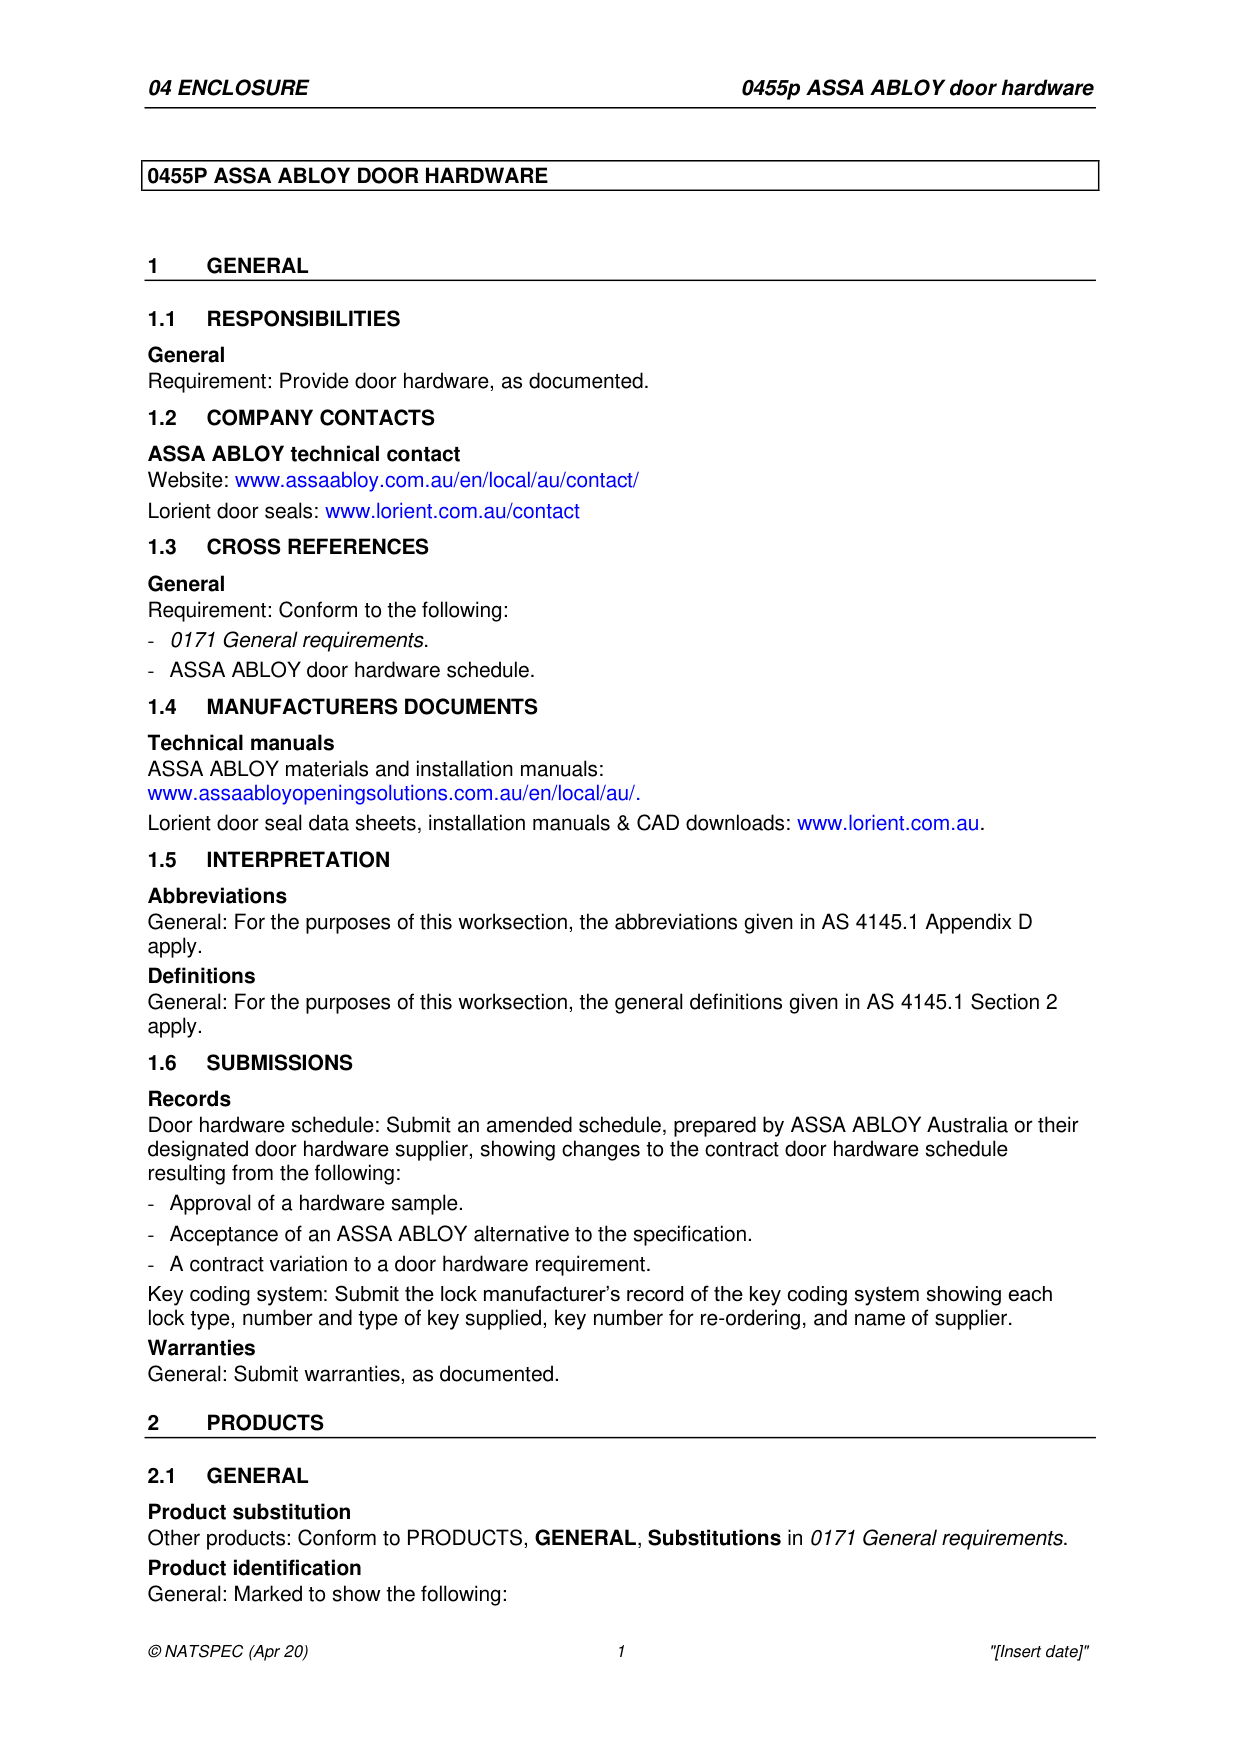 04 ENCLOSURE 0455p ASSA ABLOY door hardware
0455P ASSA ABLOY DOOR HARDWARE
1 GENERAL
1.1 RESPONSIBILITIES
General
Requirement: Provide door hardware, as documented.
1.2 COMPANY CONTACTS
ASSA ABLOY technical contact
Website: www.assaabloy.com.au/en/local/au/contact/
Lorient door seals: www.lorient.com.au/contact
1.3 CROSS REFERENCES
General
Requirement: Conform to the following:
- 0171 General requirements.
- ASSA ABLOY door hardware schedule.
1.4 MANUFACTURERS DOCUMENTS
Technical manuals
ASSA ABLOY materials and installation manuals:
www.assaabloyopeningsolutions.com.au/en/local/au/.
Lorient door seal data sheets, installation manuals & CAD downloads: www.lorient.com.au.
1.5 INTERPRETATION
Abbreviations
General: For the purposes of this worksection, the abbreviations given in AS 4145.1 Appendix D
apply.
Definitions
General: For the purposes of this worksection, the general definitions given in AS 4145.1 Section 2
apply.
1.6 SUBMISSIONS
Records
Door hardware schedule: Submit an amended schedule, prepared by ASSA ABLOY Australia or their
designated door hardware supplier, showing changes to the contract door hardware schedule
resulting from the following:
- Approval of a hardware sample.
- Acceptance of an ASSA ABLOY alternative to the specification.
- A contract variation to a door hardware requirement.
Key coding system: Submit the lock manufacturer’s record of the key coding system showing each
lock type, number and type of key supplied, key number for re-ordering, and name of supplier.
Warranties
General: Submit warranties, as documented.
2 PRODUCTS
2.1 GENERAL
Product substitution
Other products: Conform to PRODUCTS, GENERAL, Substitutions in 0171 General requirements.
Product identification
General: Marked to show the following:
© NATSPEC (Apr 20) 1 "[Insert date]"